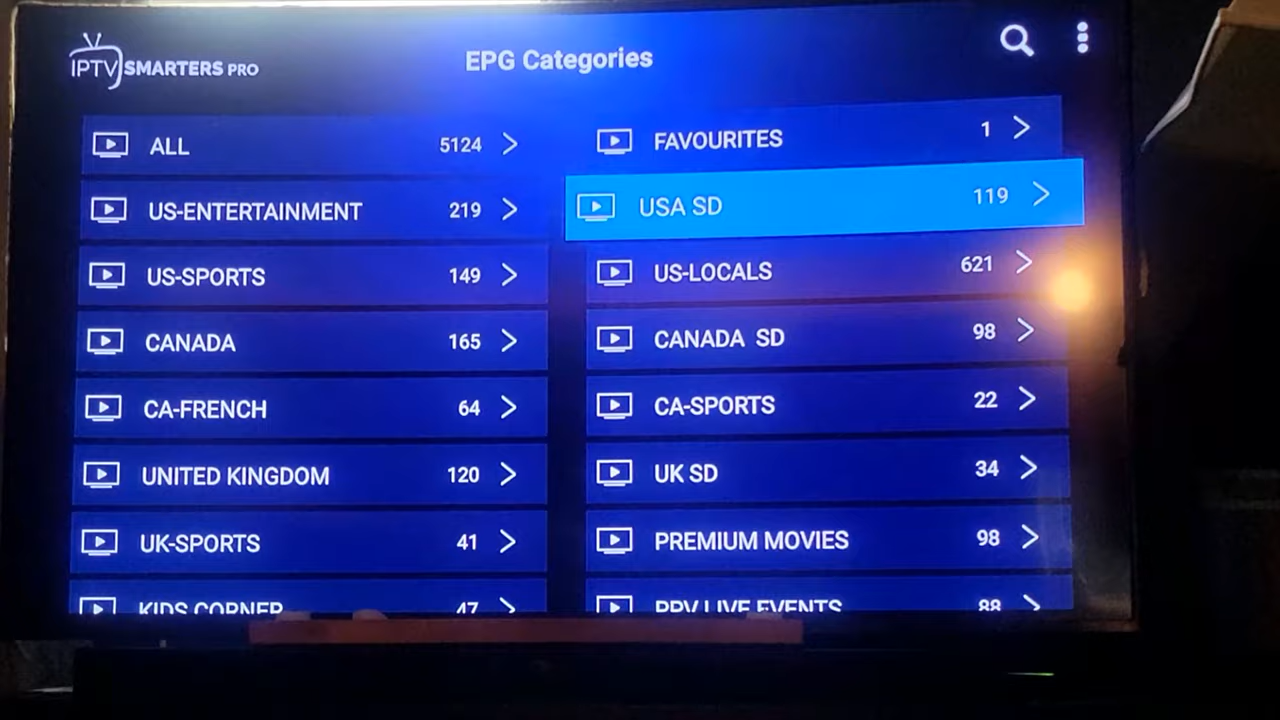 IPTV SMARTERS PRO
EPG Categories
ALL 5124
FAVOURITES 1
US-ENTERTAINMENT 219
USA SD 119
US-SPORTS 149
US-LOCALS 621
CANADA 165
CANADA SD 98
CA-FRENCH 64
CA-SPORTS 22
UNITED KINGDOM 120
UK SD 34
UK-SPORTS 41
PREMIUM MOVIES 98
KIDS CORNER 47
PPV LIVE EVENTS 88